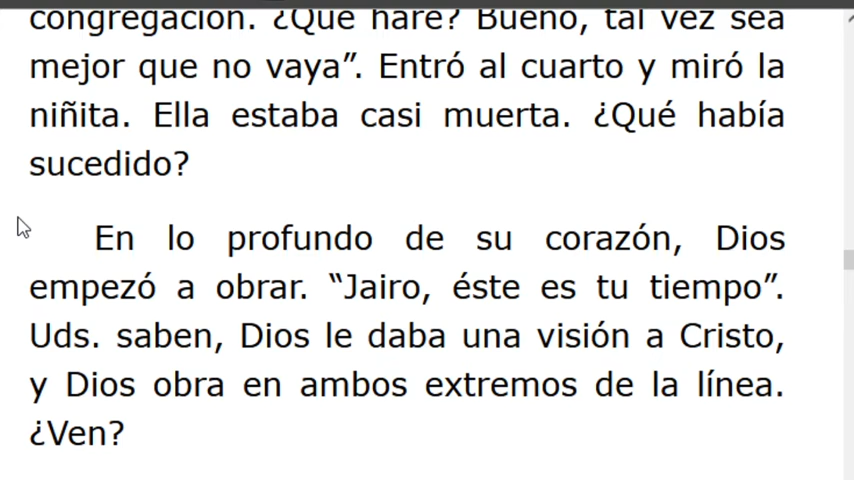 congregación. ¿Qué haré? Bueno, tal vez sea
mejor que no vaya”. Entró al cuarto y miró la
niñita. Ella estaba casi muerta. ¿Qué había
sucedido?
En lo profundo de su corazón, Dios
empezó a obrar. “Jairo, éste es tu tiempo”.
Uds. saben, Dios le daba una visión a Cristo,
y Dios obra en ambos extremos de la línea.
¿Ven?